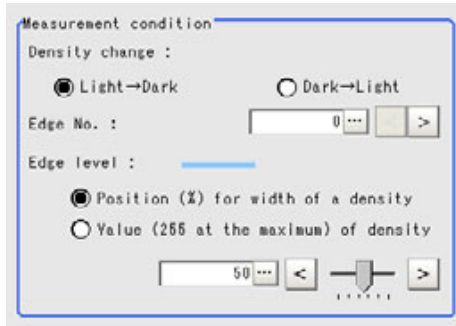 Measurement condition
Density change :
Light→Dark Dark→Light
Edge No. : 0 ... < >
Edge level :
Position (%) for width of a density
Value (255 at the maximum) of density
50 ... < >